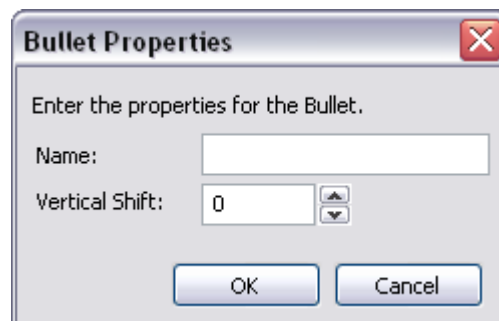 Bullet Properties
Enter the properties for the Bullet.
Name:
Vertical Shift: 0
OK Cancel